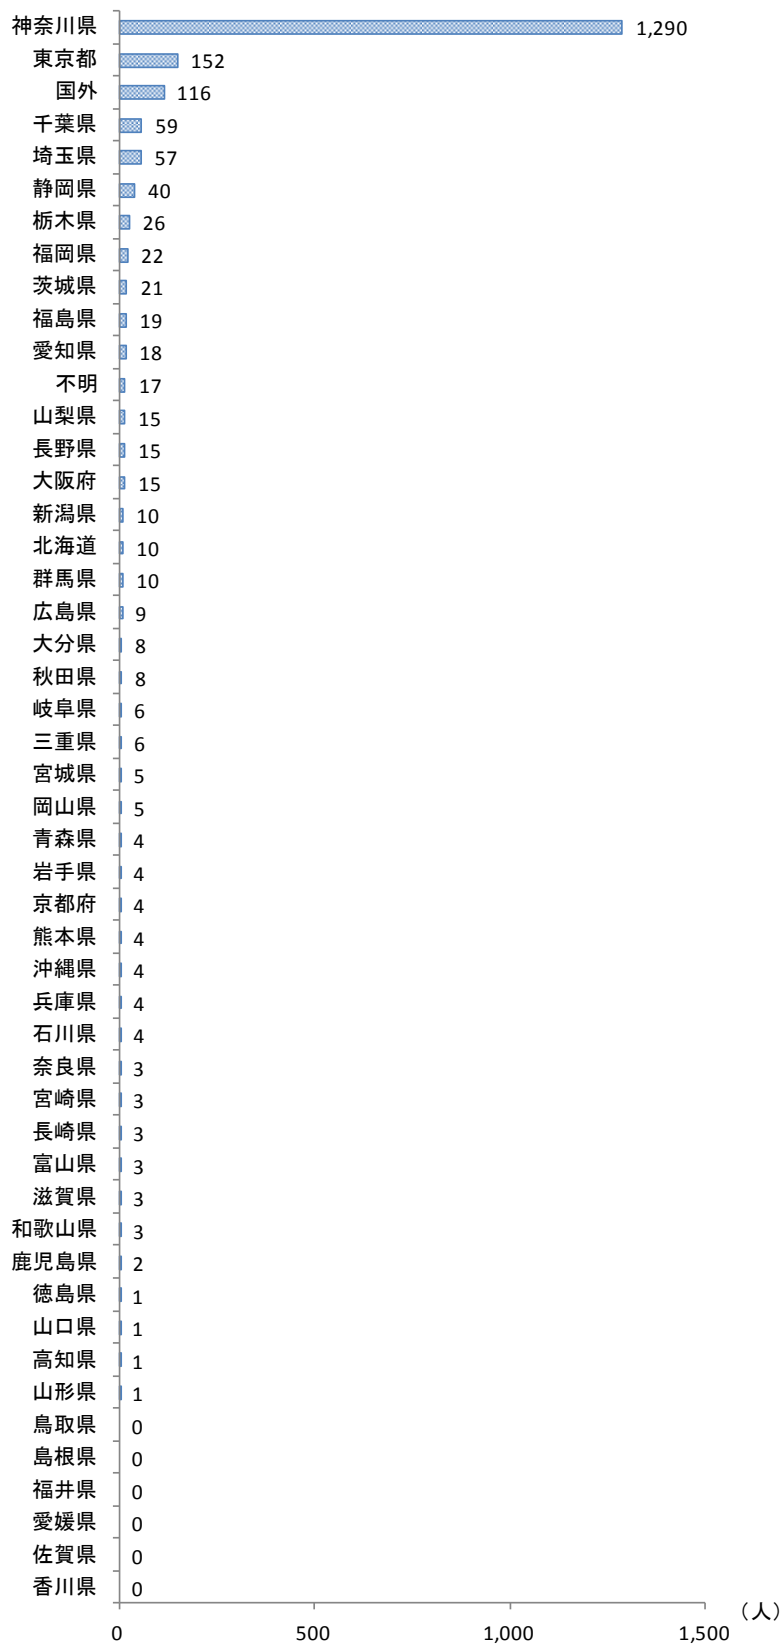 神奈川県 1,290
東京都 152
国外 116
千葉県 59
埼玉県 57
静岡県 40
栃木県 26
福岡県 22
茨城県 21
福島県 19
愛知県 18
不明 17
山梨県 15
長野県 15
大阪府 15
新潟県 10
北海道 10
群馬県 10
広島県 9
大分県 8
秋田県 8
岐阜県 6
三重県 6
宮城県 5
岡山県 5
青森県 4
岩手県 4
京都府 4
熊本県 4
沖縄県 4
兵庫県 4
石川県 4
奈良県 3
宮崎県 3
長崎県 3
富山県 3
滋賀県 3
和歌山県 3
鹿児島県 2
徳島県 1
山口県 1
高知県 1
山形県 1
鳥取県 0
島根県 0
福井県 0
愛媛県 0
佐賀県 0
香川県 0
（人）
0 500 1,000 1,500